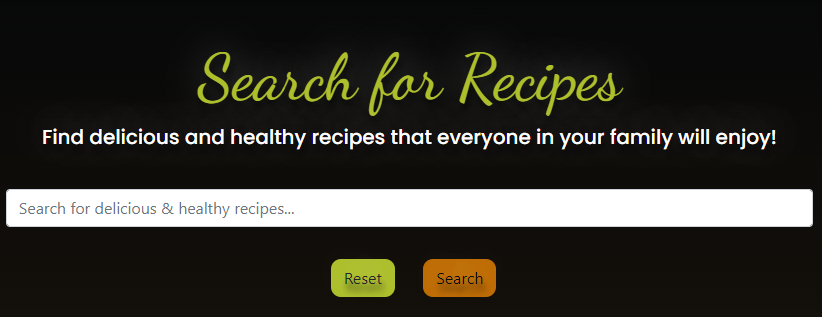 Search for Recipes
Find delicious and healthy recipes that everyone in your family will enjoy!
Search for delicious & healthy recipes...
Reset Search